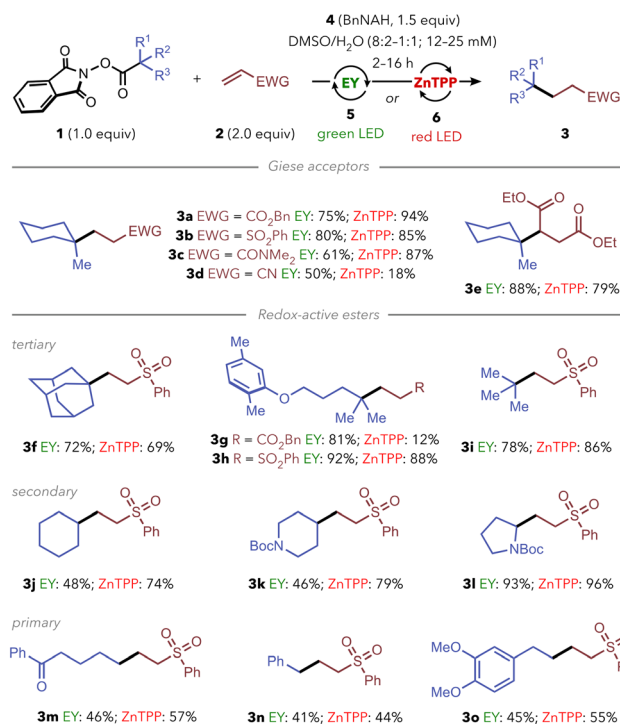 4 (BnNAH, 1.5 equiv)
DMSO/H₂O (8:2–1:1; 12–25 mM)
2–16 h
N
O
O
O
O
R¹
R²
R³
+
EWG
EY
or
ZnTPP
R¹
R²
R³
EWG
1 (1.0 equiv)
2 (2.0 equiv)
5
green LED
6
red LED
3
Giese acceptors
EWG
Me
3a EWG = CO₂Bn EY: 75%; ZnTPP: 94%
3b EWG = SO₂Ph EY: 80%; ZnTPP: 85%
3c EWG = CONMe₂ EY: 61%; ZnTPP: 87%
3d EWG = CN EY: 50%; ZnTPP: 18%
EtO
O
O
OEt
Me
3e EY: 88%; ZnTPP: 79%
Redox-active esters
tertiary
O
O
S
Ph
3f EY: 72%; ZnTPP: 69%
Me
Me
O
Me
Me
R
3g R = CO₂Bn EY: 81%; ZnTPP: 12%
3h R = SO₂Ph EY: 92%; ZnTPP: 88%
Me
Me
Me
O
O
S
Ph
3i EY: 78%; ZnTPP: 86%
secondary
O
O
S
Ph
3j EY: 48%; ZnTPP: 74%
BocN
O
O
S
Ph
3k EY: 46%; ZnTPP: 79%
NBoc
O
O
S
Ph
3l EY: 93%; ZnTPP: 96%
primary
Ph
O
O
O
S
Ph
3m EY: 46%; ZnTPP: 57%
Ph
O
O
S
Ph
3n EY: 41%; ZnTPP: 44%
MeO
MeO
O
S
3o EY: 45%; ZnTPP: 55%